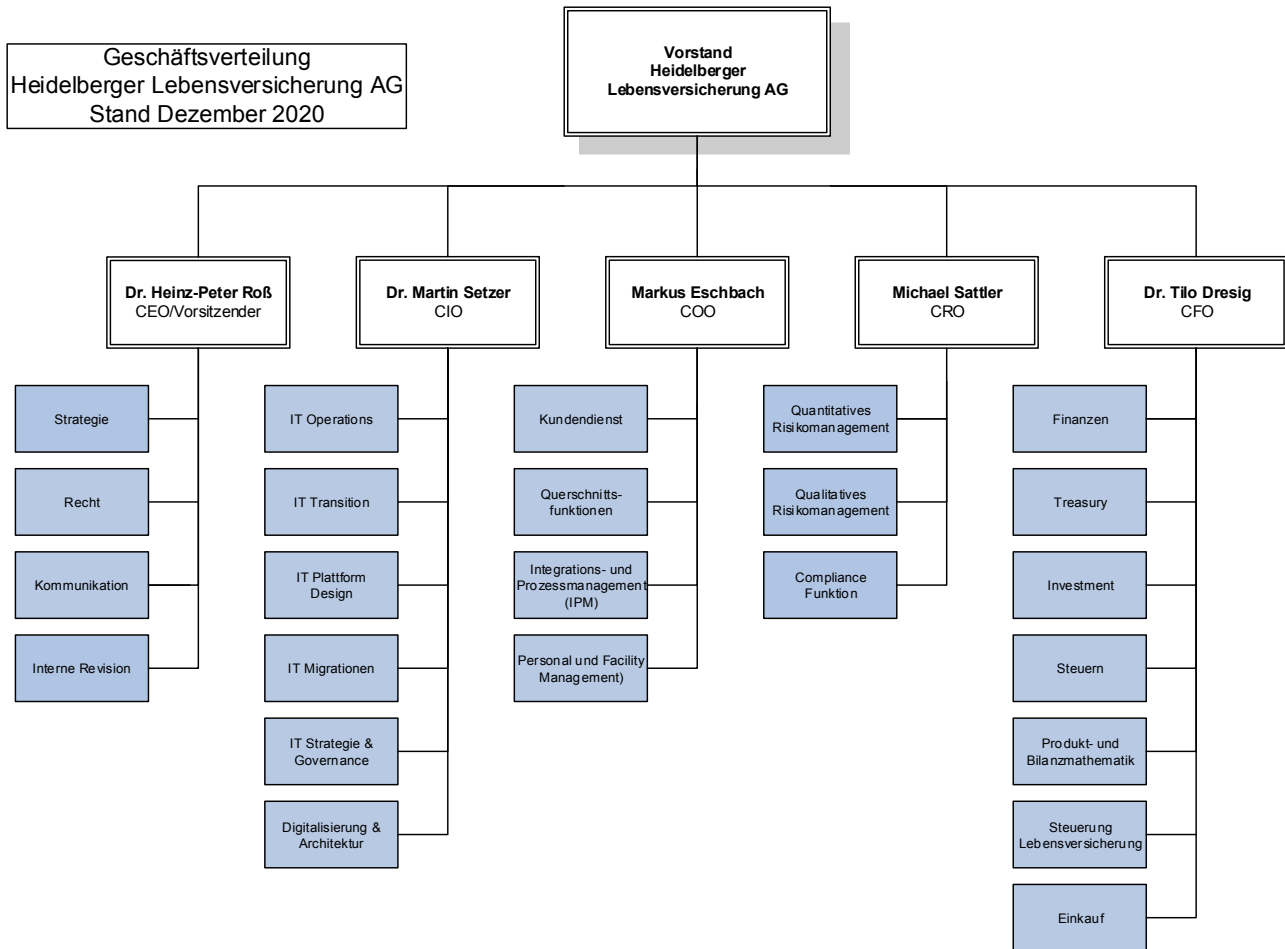 Geschäftsverteilung
Heidelberger Lebensversicherung AG
Stand Dezember 2020
Vorstand
Heidelberger
Lebensversicherung AG
Dr. Heinz-Peter Roß
CEO/Vorsitzender
Dr. Martin Setzer
CIO
Markus Eschbach
COO
Michael Sattler
CRO
Dr. Tilo Dresig
CFO
Strategie
Recht
Kommunikation
Interne Revision
IT Operations
IT Transition
IT Plattform
Design
IT Migrationen
IT Strategie &
Governance
Digitalisierung &
Architektur
Kundendienst
Querschnitts-
funktionen
Integrations- und
Prozessmanagement
(IPM)
Personal und Facility
Management)
Quantitatives
Risikomanagement
Qualitatives
Risikomanagement
Compliance
Funktion
Finanzen
Treasury
Investment
Steuern
Produkt- und
Bilanzmathematik
Steuerung
Lebensversicherung
Einkauf